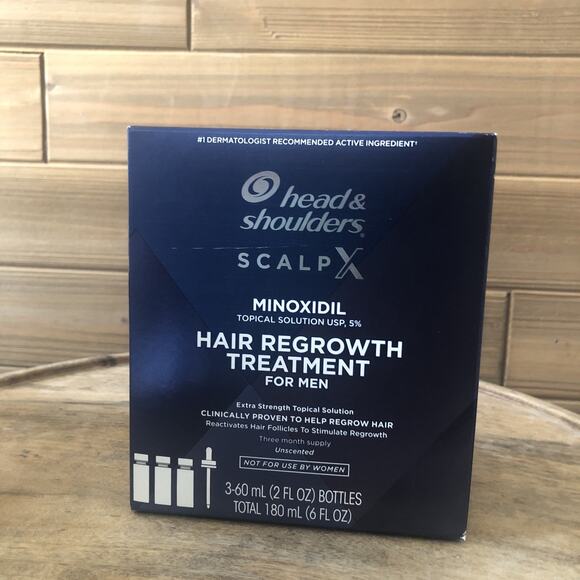 #1 DERMATOLOGIST RECOMMENDED ACTIVE INGREDIENT†
head &
shoulders®
SCALP X
MINOXIDIL
TOPICAL SOLUTION USP, 5%
HAIR REGROWTH
TREATMENT
FOR MEN
Extra Strength Topical Solution
CLINICALLY PROVEN TO HELP REGROW HAIR
Reactivates Hair Follicles To Stimulate Regrowth
Three month supply
Unscented
NOT FOR USE BY WOMEN
3-60 mL (2 FL OZ) BOTTLES
TOTAL 180 mL (6 FL OZ)